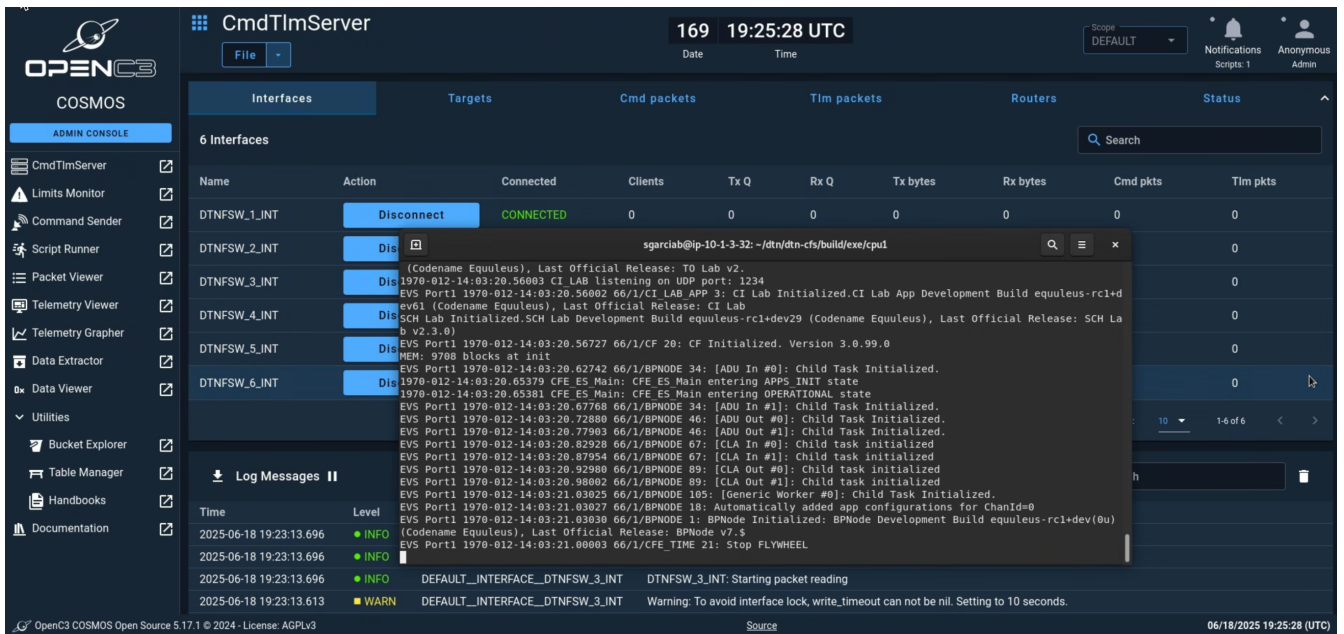 OPENC3
COSMOS
ADMIN CONSOLE
CmdTlmServer
Limits Monitor
Command Sender
Script Runner
Packet Viewer
Telemetry Viewer
Telemetry Grapher
Data Extractor
Data Viewer
Utilities
Bucket Explorer
Table Manager
Handbooks
Documentation
CmdTlmServer
File
169 19:25:28 UTC
Date Time
Scope
DEFAULT
Notifications
Scripts: 1
Anonymous
Admin
Interfaces Targets Cmd packets Tlm packets Routers Status
6 Interfaces
Search
Name Action Connected Clients Tx Q Rx Q Tx bytes Rx bytes Cmd pkts Tlm pkts
DTNFSW_1_INT Disconnect CONNECTED 0 0 0 0 0 0 0
DTNFSW_2_INT Dis 0
DTNFSW_3_INT Dis 0
DTNFSW_4_INT Dis 0
DTNFSW_5_INT Dis 0
DTNFSW_6_INT Dis 0
: 10 1-6 of 6
sgarciab@ip-10-1-3-32: ~/dtn/dtn-cfs/build/exe/cpu1
(Codename Equuleus), Last Official Release: TO Lab v2.
1970-012-14:03:20.56003 CI_LAB listening on UDP port: 1234
EVS Port1 1970-012-14:03:20.56002 66/1/CI_LAB_APP 3: CI Lab Initialized.CI Lab App Development Build equuleus-rc1+d
ev61 (Codename Equuleus), Last Official Release: CI Lab
SCH Lab Initialized.SCH Lab Development Build equuleus-rc1+dev29 (Codename Equuleus), Last Official Release: SCH La
b v2.3.0)
EVS Port1 1970-012-14:03:20.56727 66/1/CF 20: CF Initialized. Version 3.0.99.0
MEM: 9708 blocks at init
EVS Port1 1970-012-14:03:20.62742 66/1/BPNODE 34: [ADU In #0]: Child Task Initialized.
1970-012-14:03:20.65379 CFE_ES_Main: CFE_ES_Main entering APPS_INIT state
1970-012-14:03:20.65381 CFE_ES_Main: CFE_ES_Main entering OPERATIONAL state
EVS Port1 1970-012-14:03:20.67768 66/1/BPNODE 34: [ADU In #1]: Child Task Initialized.
EVS Port1 1970-012-14:03:20.72880 66/1/BPNODE 46: [ADU Out #0]: Child Task Initialized.
EVS Port1 1970-012-14:03:20.77903 66/1/BPNODE 46: [ADU Out #1]: Child Task Initialized.
EVS Port1 1970-012-14:03:20.82928 66/1/BPNODE 67: [CLA In #0]: Child task initialized
EVS Port1 1970-012-14:03:20.87954 66/1/BPNODE 67: [CLA In #1]: Child task initialized
EVS Port1 1970-012-14:03:20.92980 66/1/BPNODE 89: [CLA Out #0]: Child task initialized
EVS Port1 1970-012-14:03:20.98002 66/1/BPNODE 89: [CLA Out #1]: Child task initialized
EVS Port1 1970-012-14:03:21.03025 66/1/BPNODE 105: [Generic Worker #0]: Child Task Initialized.
EVS Port1 1970-012-14:03:21.03027 66/1/BPNODE 18: Automatically added app configurations for ChanId=0
EVS Port1 1970-012-14:03:21.03030 66/1/BPNODE 1: BPNode Initialized: BPNode Development Build equuleus-rc1+dev(0u)
(Codename Equuleus), Last Official Release: BPNode v7.$
EVS Port1 1970-012-14:03:21.00003 66/1/CFE_TIME 21: Stop FLYWHEEL
Log Messages
h
Time Level
2025-06-18 19:23:13.696 INFO
2025-06-18 19:23:13.696 INFO
2025-06-18 19:23:13.696 INFO DEFAULT__INTERFACE__DTNFSW_3_INT DTNFSW_3_INT: Starting packet reading
2025-06-18 19:23:13.613 WARN DEFAULT__INTERFACE__DTNFSW_3_INT Warning: To avoid interface lock, write_timeout can not be nil. Setting to 10 seconds.
OpenC3 COSMOS Open Source 5.17.1 © 2024 - License: AGPLv3 Source 06/18/2025 19:25:28 (UTC)